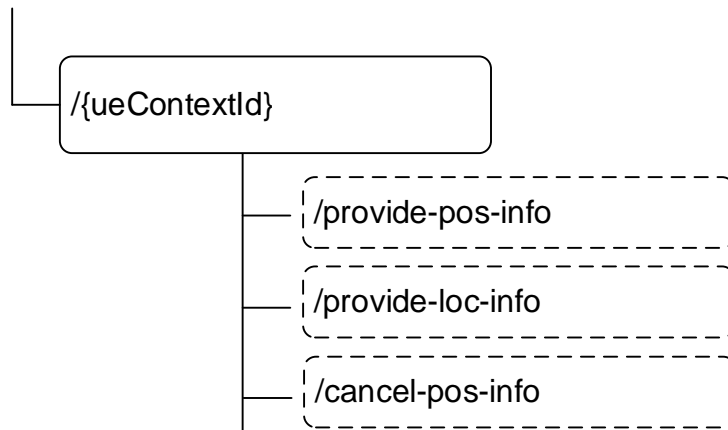 /{ueContextId}
/provide-pos-info
/provide-loc-info
/cancel-pos-info